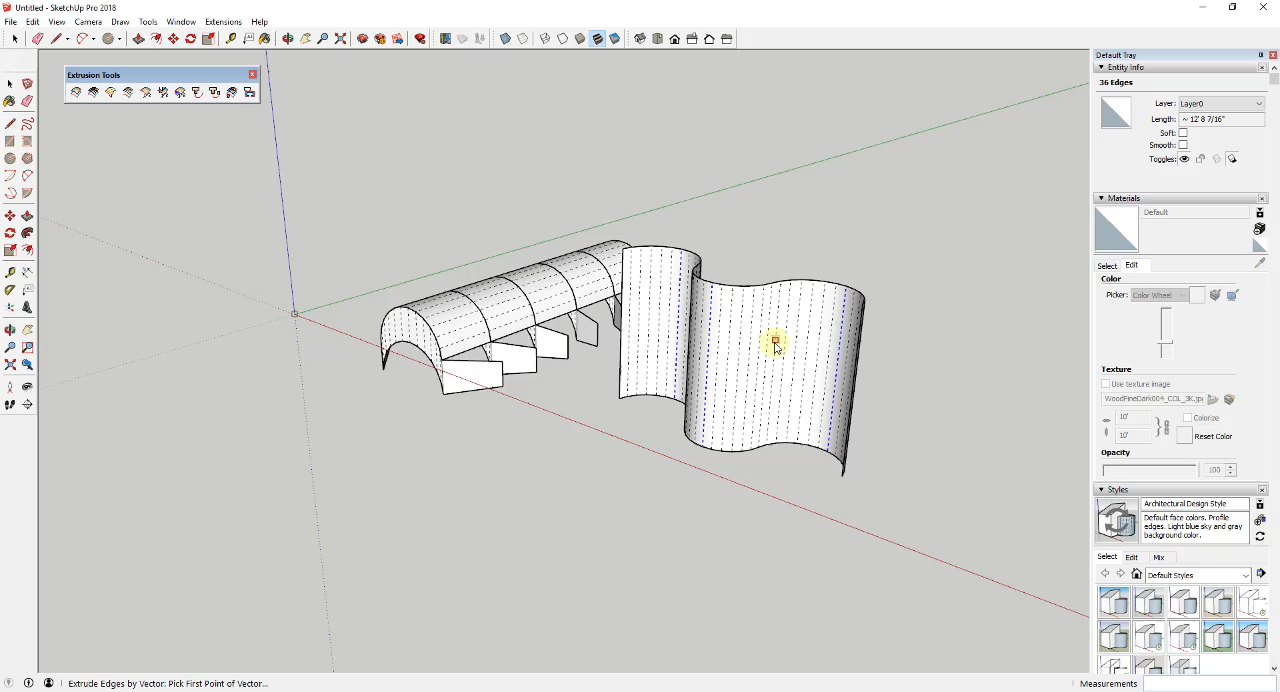 Untitled - SketchUp Pro 2018
File Edit View Camera Draw Tools Window Extensions Help
Extrusion Tools
Default Tray
Entity Info
36 Edges
Layer: Layer0
Length: ~ 12' 8 7/16"
Soft:
Smooth:
Toggles:
Materials
Default
Select Edit
Color
Picker: Color Wheel
Texture
Use texture image
WoodFineDark004_COL_3K.jpg
10' Colorize
10' Reset Color
Opacity
100
Styles
Architectural Design Style
Default face colors. Profile
edges. Light blue sky and gray
background color.
Select Edit Mix
Default Styles
Extrude Edges by Vector: Pick First Point of Vector...
Measurements